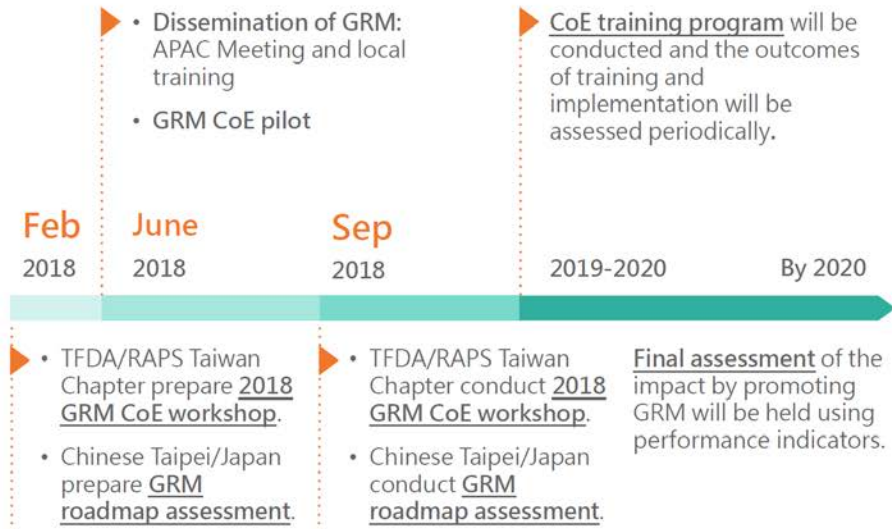 • Dissemination of GRM:
APAC Meeting and local
training
• GRM CoE pilot
CoE training program will be
conducted and the outcomes
of training and
implementation will be
assessed periodically.
Feb
2018
June
2018
Sep
2018
2019-2020
By 2020
• TFDA/RAPS Taiwan
Chapter prepare 2018
GRM CoE workshop.
• Chinese Taipei/Japan
prepare GRM
roadmap assessment.
• TFDA/RAPS Taiwan
Chapter conduct 2018
GRM CoE workshop.
• Chinese Taipei/Japan
conduct GRM
roadmap assessment.
Final assessment of the
impact by promoting
GRM will be held using
performance indicators.